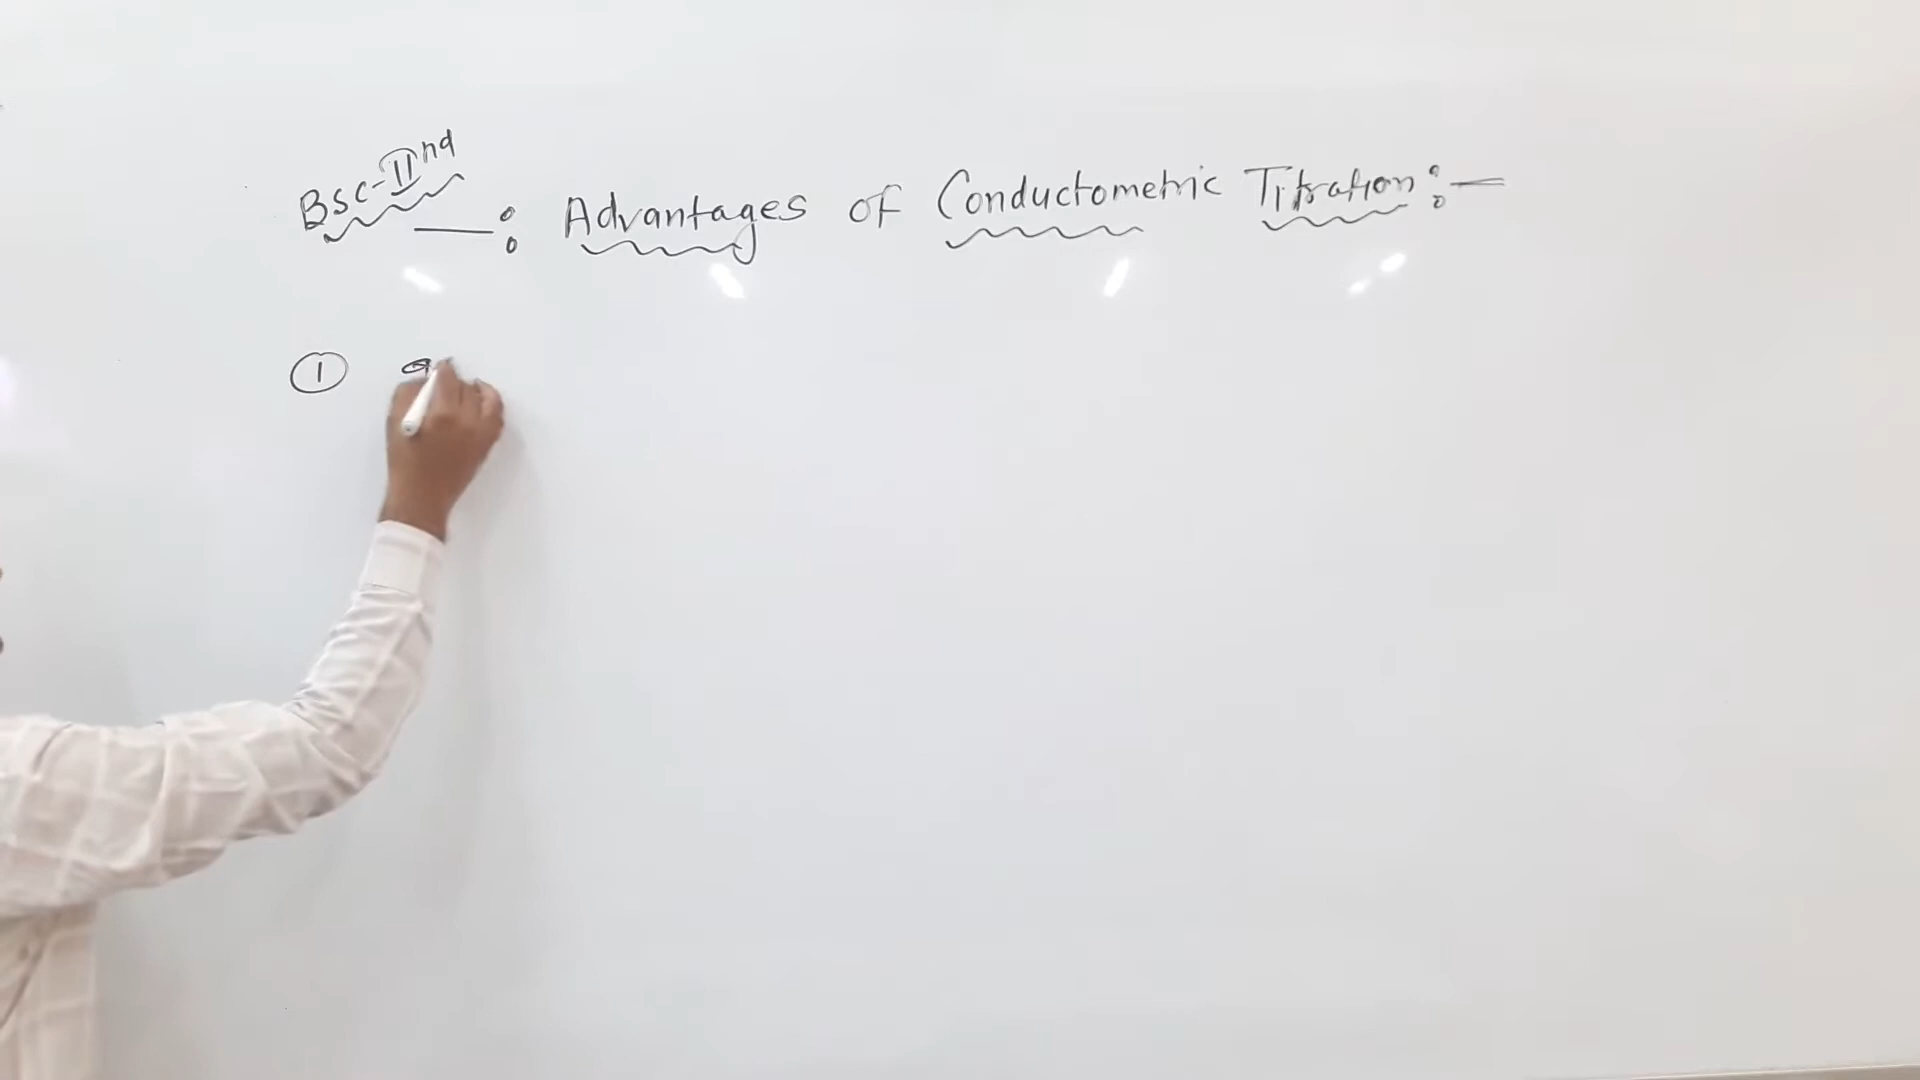 Bsc-IInd
—: Advantages of Conductometric Titration:—
①